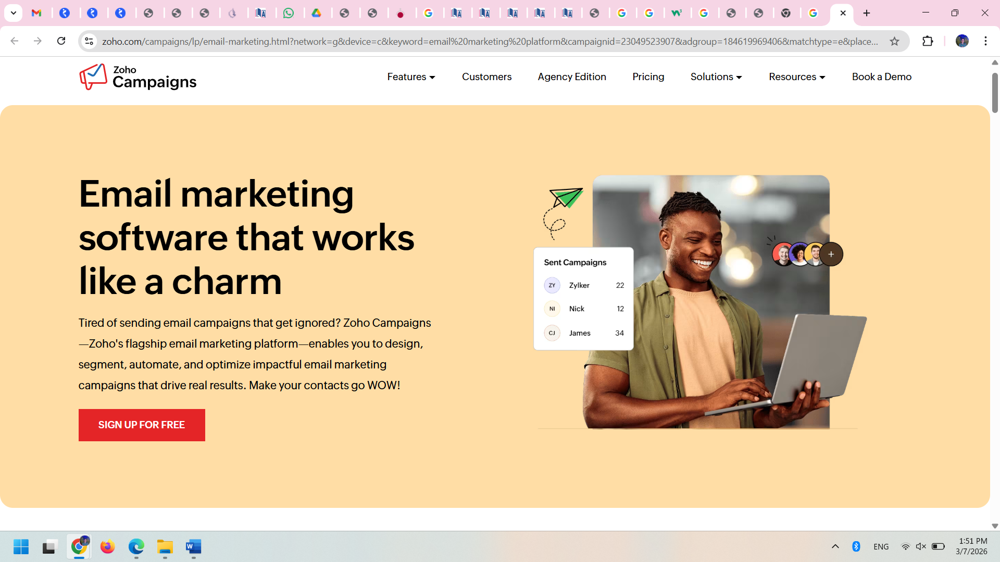 zoho.com/campaigns/lp/email-marketing.html?network=g&device=c&keyword=email%20marketing%20platform&campaignid=23049523907&adgroup=184619969406&matchtype=e&place...
Zoho
Campaigns
Features
Customers
Agency Edition
Pricing
Solutions
Resources
Book a Demo
Email marketing
software that works
like a charm
Tired of sending email campaigns that get ignored? Zoho Campaigns
—Zoho's flagship email marketing platform—enables you to design,
segment, automate, and optimize impactful email marketing
campaigns that drive real results. Make your contacts go WOW!
SIGN UP FOR FREE
Sent Campaigns
ZY Zylker 22
NI Nick 12
CJ James 34
ENG
1:51 PM
3/7/2026